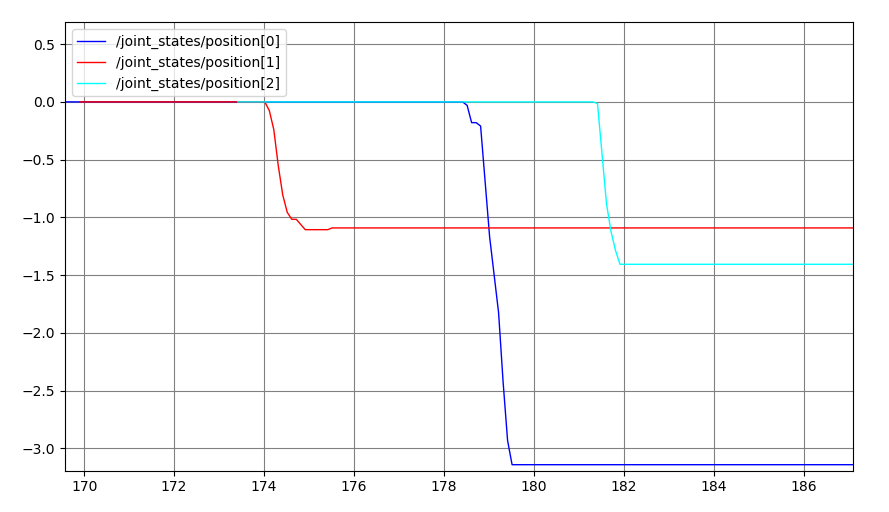 /joint_states/position[0]
/joint_states/position[1]
/joint_states/position[2]
0.5
0.0
−0.5
−1.0
−1.5
−2.0
−2.5
−3.0
170 172 174 176 178 180 182 184 186